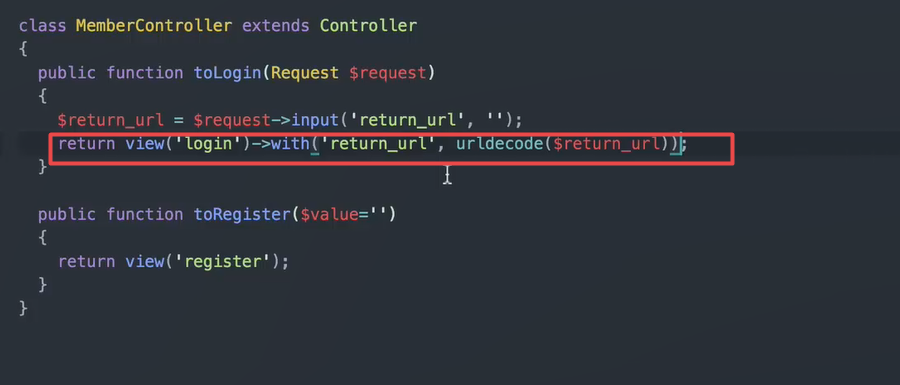 class MemberController extends Controller
{
  public function toLogin(Request $request)
  {
    $return_url = $request->input('return_url', '');
    return view('login')->with('return_url', urldecode($return_url));
  }

  public function toRegister($value='')
  {
    return view('register');
  }
}